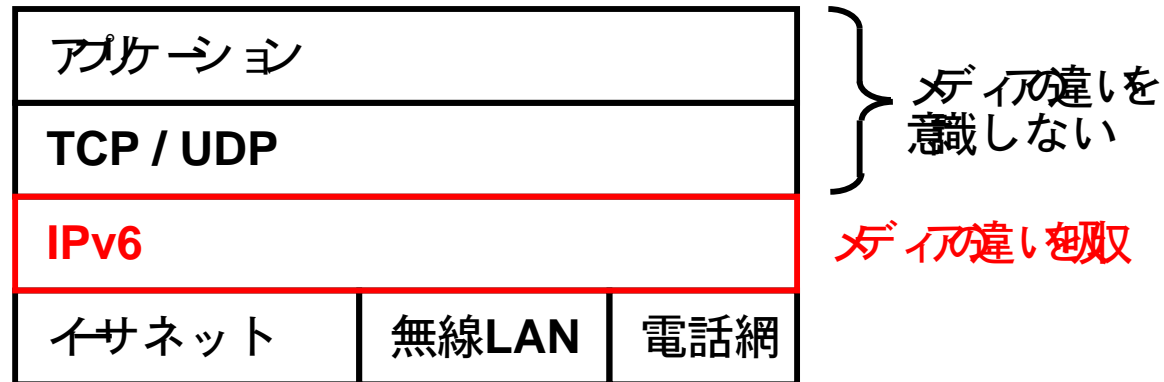 アプリケーション
メディアの違いを
意識しない
TCP / UDP
IPv6
メディアの違いを吸収
イーサネット 無線LAN 電話網